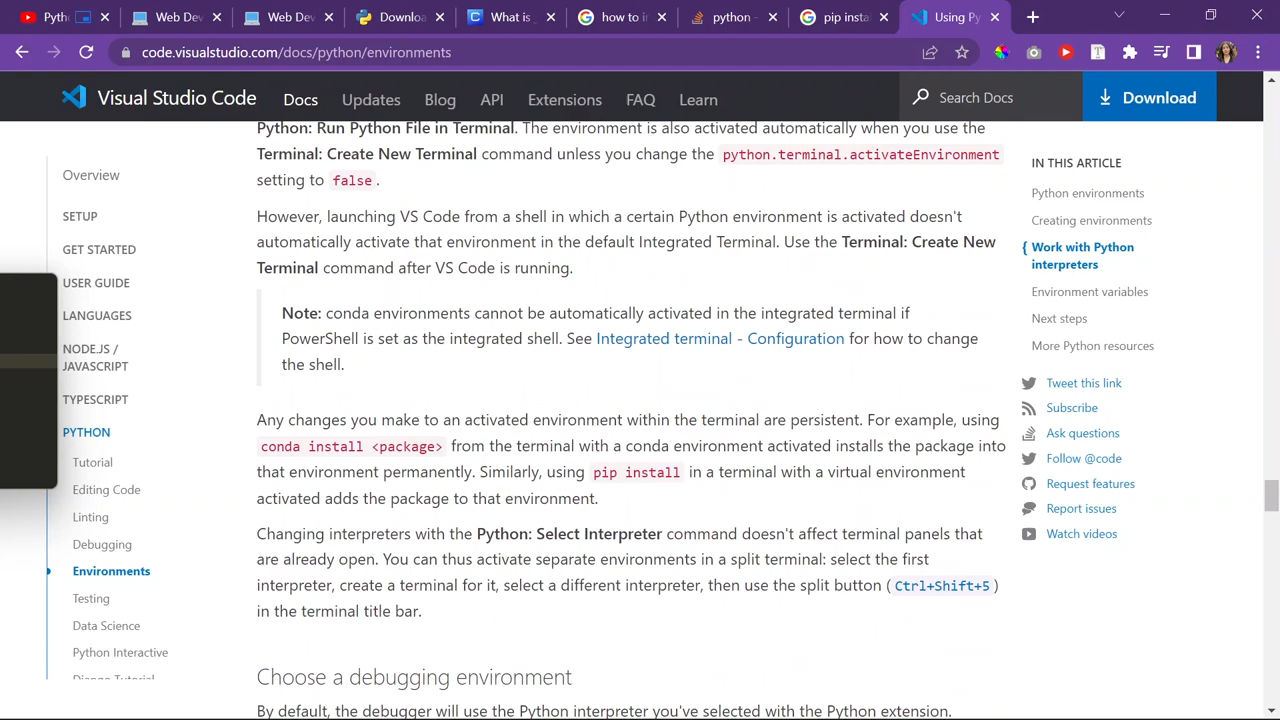 Pyth
Web Dev
Web Dev
Downloa
What is
how to in
python -
pip insta
Using Py
code.visualstudio.com/docs/python/environments
Visual Studio Code
Docs
Updates
Blog
API
Extensions
FAQ
Learn
Search Docs
Download
Overview
SETUP
GET STARTED
USER GUIDE
LANGUAGES
NODE.JS /
JAVASCRIPT
TYPESCRIPT
PYTHON
Tutorial
Editing Code
Linting
Debugging
Environments
Testing
Data Science
Python Interactive
Django Tutorial
Python: Run Python File in Terminal. The environment is also activated automatically when you use the
Terminal: Create New Terminal command unless you change the python.terminal.activateEnvironment
setting to false.
However, launching VS Code from a shell in which a certain Python environment is activated doesn't
automatically activate that environment in the default Integrated Terminal. Use the Terminal: Create New
Terminal command after VS Code is running.
Note: conda environments cannot be automatically activated in the integrated terminal if
PowerShell is set as the integrated shell. See Integrated terminal - Configuration for how to change
the shell.
Any changes you make to an activated environment within the terminal are persistent. For example, using
conda install <package> from the terminal with a conda environment activated installs the package into
that environment permanently. Similarly, using pip install in a terminal with a virtual environment
activated adds the package to that environment.
Changing interpreters with the Python: Select Interpreter command doesn't affect terminal panels that
are already open. You can thus activate separate environments in a split terminal: select the first
interpreter, create a terminal for it, select a different interpreter, then use the split button (Ctrl+Shift+5)
in the terminal title bar.
Choose a debugging environment
By default, the debugger will use the Python interpreter you've selected with the Python extension.
IN THIS ARTICLE
Python environments
Creating environments
Work with Python
interpreters
Environment variables
Next steps
More Python resources
Tweet this link
Subscribe
Ask questions
Follow @code
Request features
Report issues
Watch videos